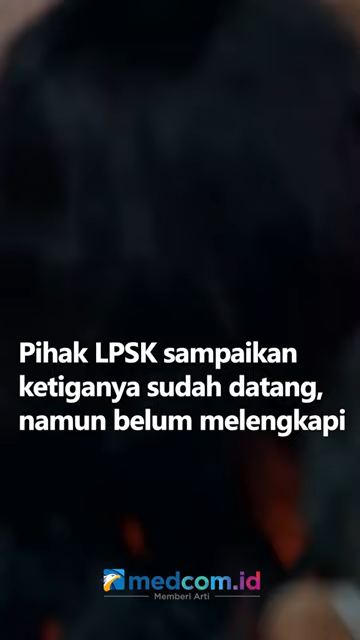 Pihak LPSK sampaikan
ketiganya sudah datang,
namun belum melengkapi
medcom.id
Memberi Arti